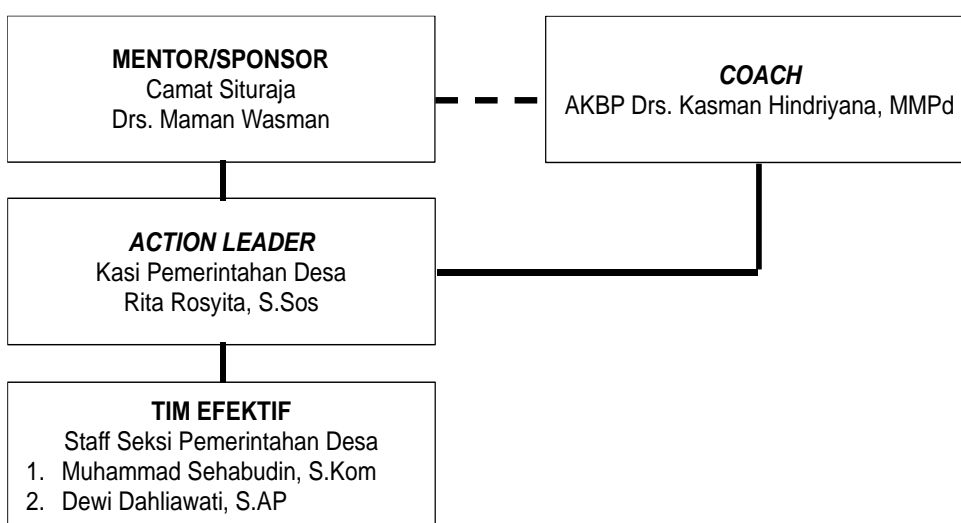 MENTOR/SPONSOR
Camat Situraja
Drs. Maman Wasman
COACH
AKBP Drs. Kasman Hindriyana, MMPd
ACTION LEADER
Kasi Pemerintahan Desa
Rita Rosyita, S.Sos
TIM EFEKTIF
Staff Seksi Pemerintahan Desa
1. Muhammad Sehabudin, S.Kom
2. Dewi Dahliawati, S.AP